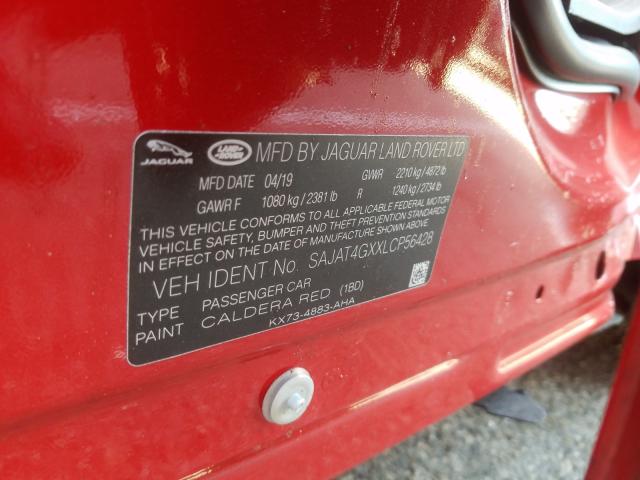 JAGUAR LAND ROVER MFD BY JAGUAR LAND ROVER LTD
MFD DATE 04/19 GVWR 2210 kg / 4872 lb
GAWR F 1080 kg / 2381 lb R 1240 kg / 2734 lb
THIS VEHICLE CONFORMS TO ALL APPLICABLE FEDERAL MOTOR
VEHICLE SAFETY, BUMPER AND THEFT PREVENTION STANDARDS
IN EFFECT ON THE DATE OF MANUFACTURE SHOWN ABOVE
VEH IDENT No. SAJAT4GXXLCP56428
TYPE PASSENGER CAR
PAINT CALDERA RED (1BD)
KX73-4883-AHA